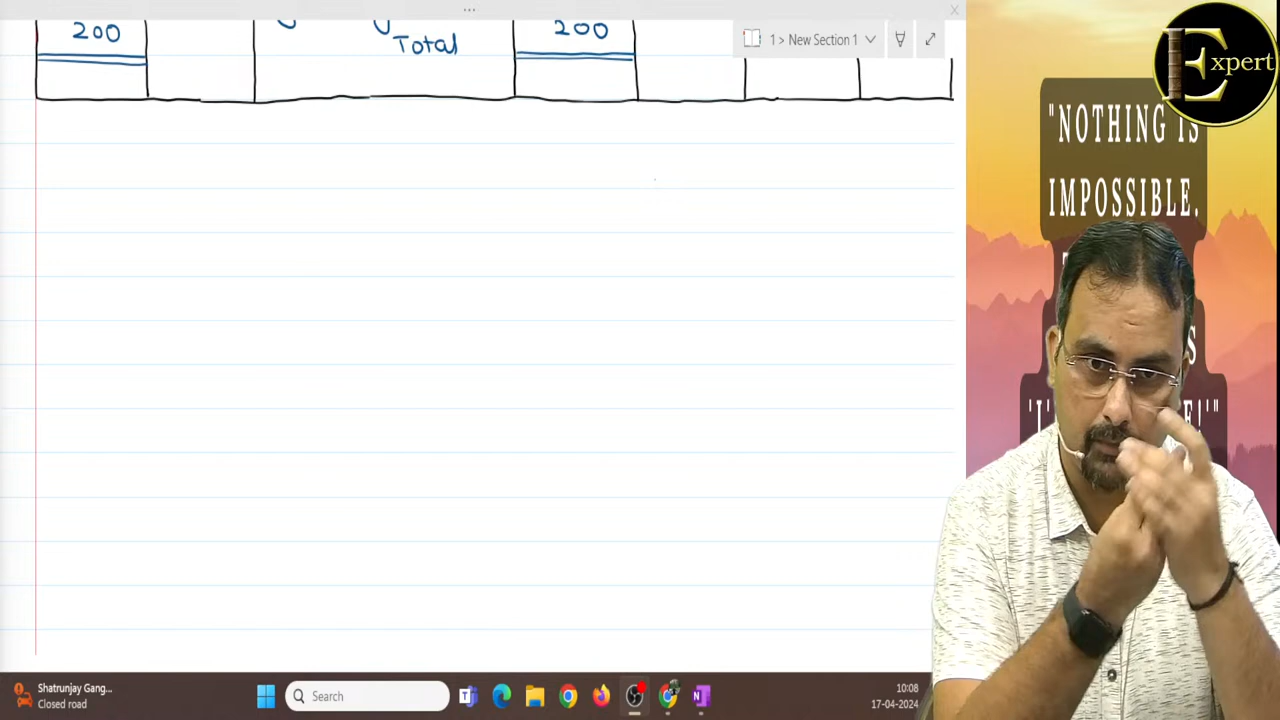 200
Total
200
1 > New Section 1
Expert
"NOTHING IS
IMPOSSIBLE.
Shatrunjay Gang...
Closed road
Search
10:08
17-04-2024